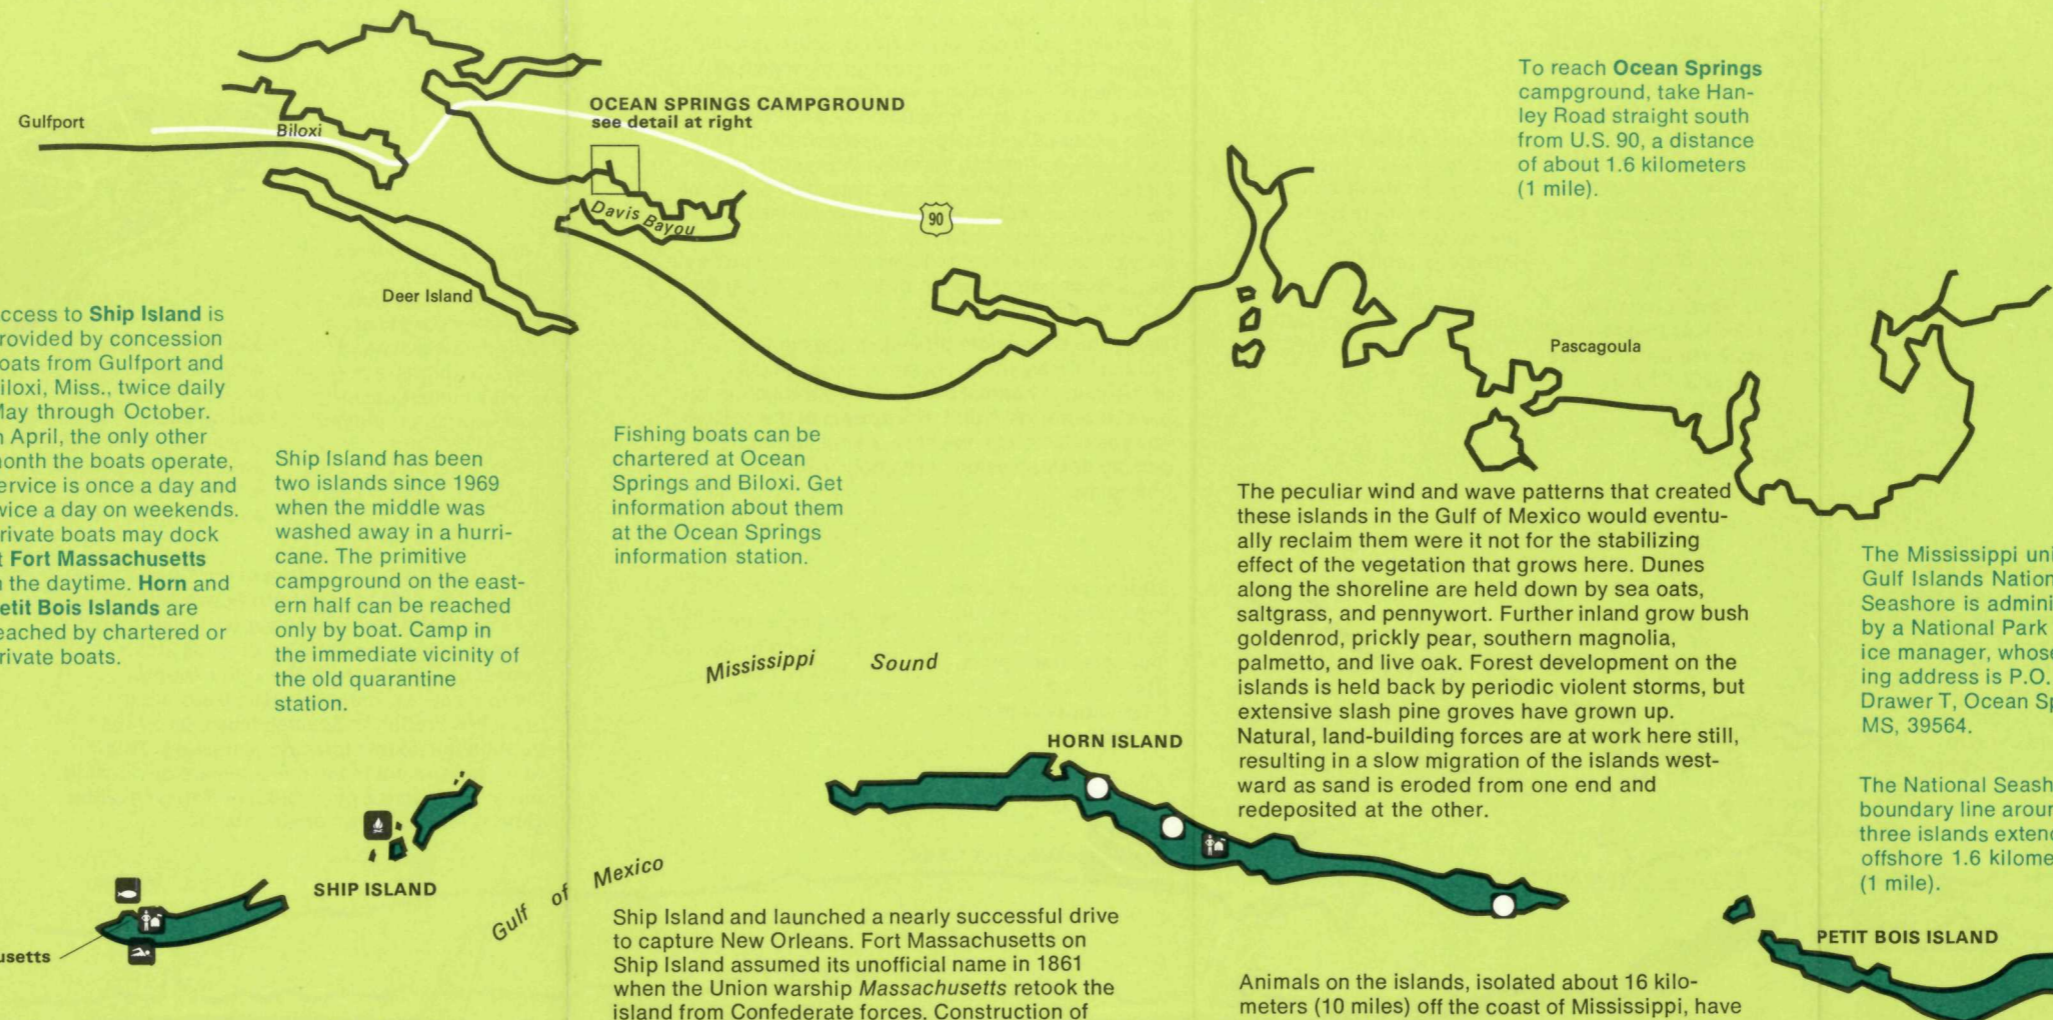 Gulfport
Biloxi
OCEAN SPRINGS CAMPGROUND
see detail at right
Davis Bayou
90
Deer Island
To reach Ocean Springs
campground, take Han-
ley Road straight south
from U.S. 90, a distance
of about 1.6 kilometers
(1 mile).
Pascagoula
ccess to Ship Island is
rovided by concession
oats from Gulfport and
iloxi, Miss., twice daily
May through October.
n April, the only other
month the boats operate,
ervice is once a day and
wice a day on weekends.
rivate boats may dock
t Fort Massachusetts
n the daytime. Horn and
etit Bois Islands are
eached by chartered or
rivate boats.
Ship Island has been
two islands since 1969
when the middle was
washed away in a hurri-
cane. The primitive
campground on the east-
ern half can be reached
only by boat. Camp in
the immediate vicinity of
the old quarantine
station.
Fishing boats can be
chartered at Ocean
Springs and Biloxi. Get
information about them
at the Ocean Springs
information station.
The peculiar wind and wave patterns that created
these islands in the Gulf of Mexico would eventu-
ally reclaim them were it not for the stabilizing
effect of the vegetation that grows here. Dunes
along the shoreline are held down by sea oats,
saltgrass, and pennywort. Further inland grow bush
goldenrod, prickly pear, southern magnolia,
palmetto, and live oak. Forest development on the
islands is held back by periodic violent storms, but
extensive slash pine groves have grown up.
Natural, land-building forces are at work here still,
resulting in a slow migration of the islands west-
ward as sand is eroded from one end and
redeposited at the other.
The Mississippi uni
Gulf Islands Nation
Seashore is admini
by a National Park
ice manager, whose
ing address is P.O.
Drawer T, Ocean Sp
MS, 39564.
The National Seash
boundary line arour
three islands extend
offshore 1.6 kilome
(1 mile).
Mississippi Sound
HORN ISLAND
SHIP ISLAND
Gulf of Mexico
PETIT BOIS ISLAND
usetts
Ship Island and launched a nearly successful drive
to capture New Orleans. Fort Massachusetts on
Ship Island assumed its unofficial name in 1861
when the Union warship Massachusetts retook the
island from Confederate forces. Construction of
Animals on the islands, isolated about 16 kilo-
meters (10 miles) off the coast of Mississippi, have